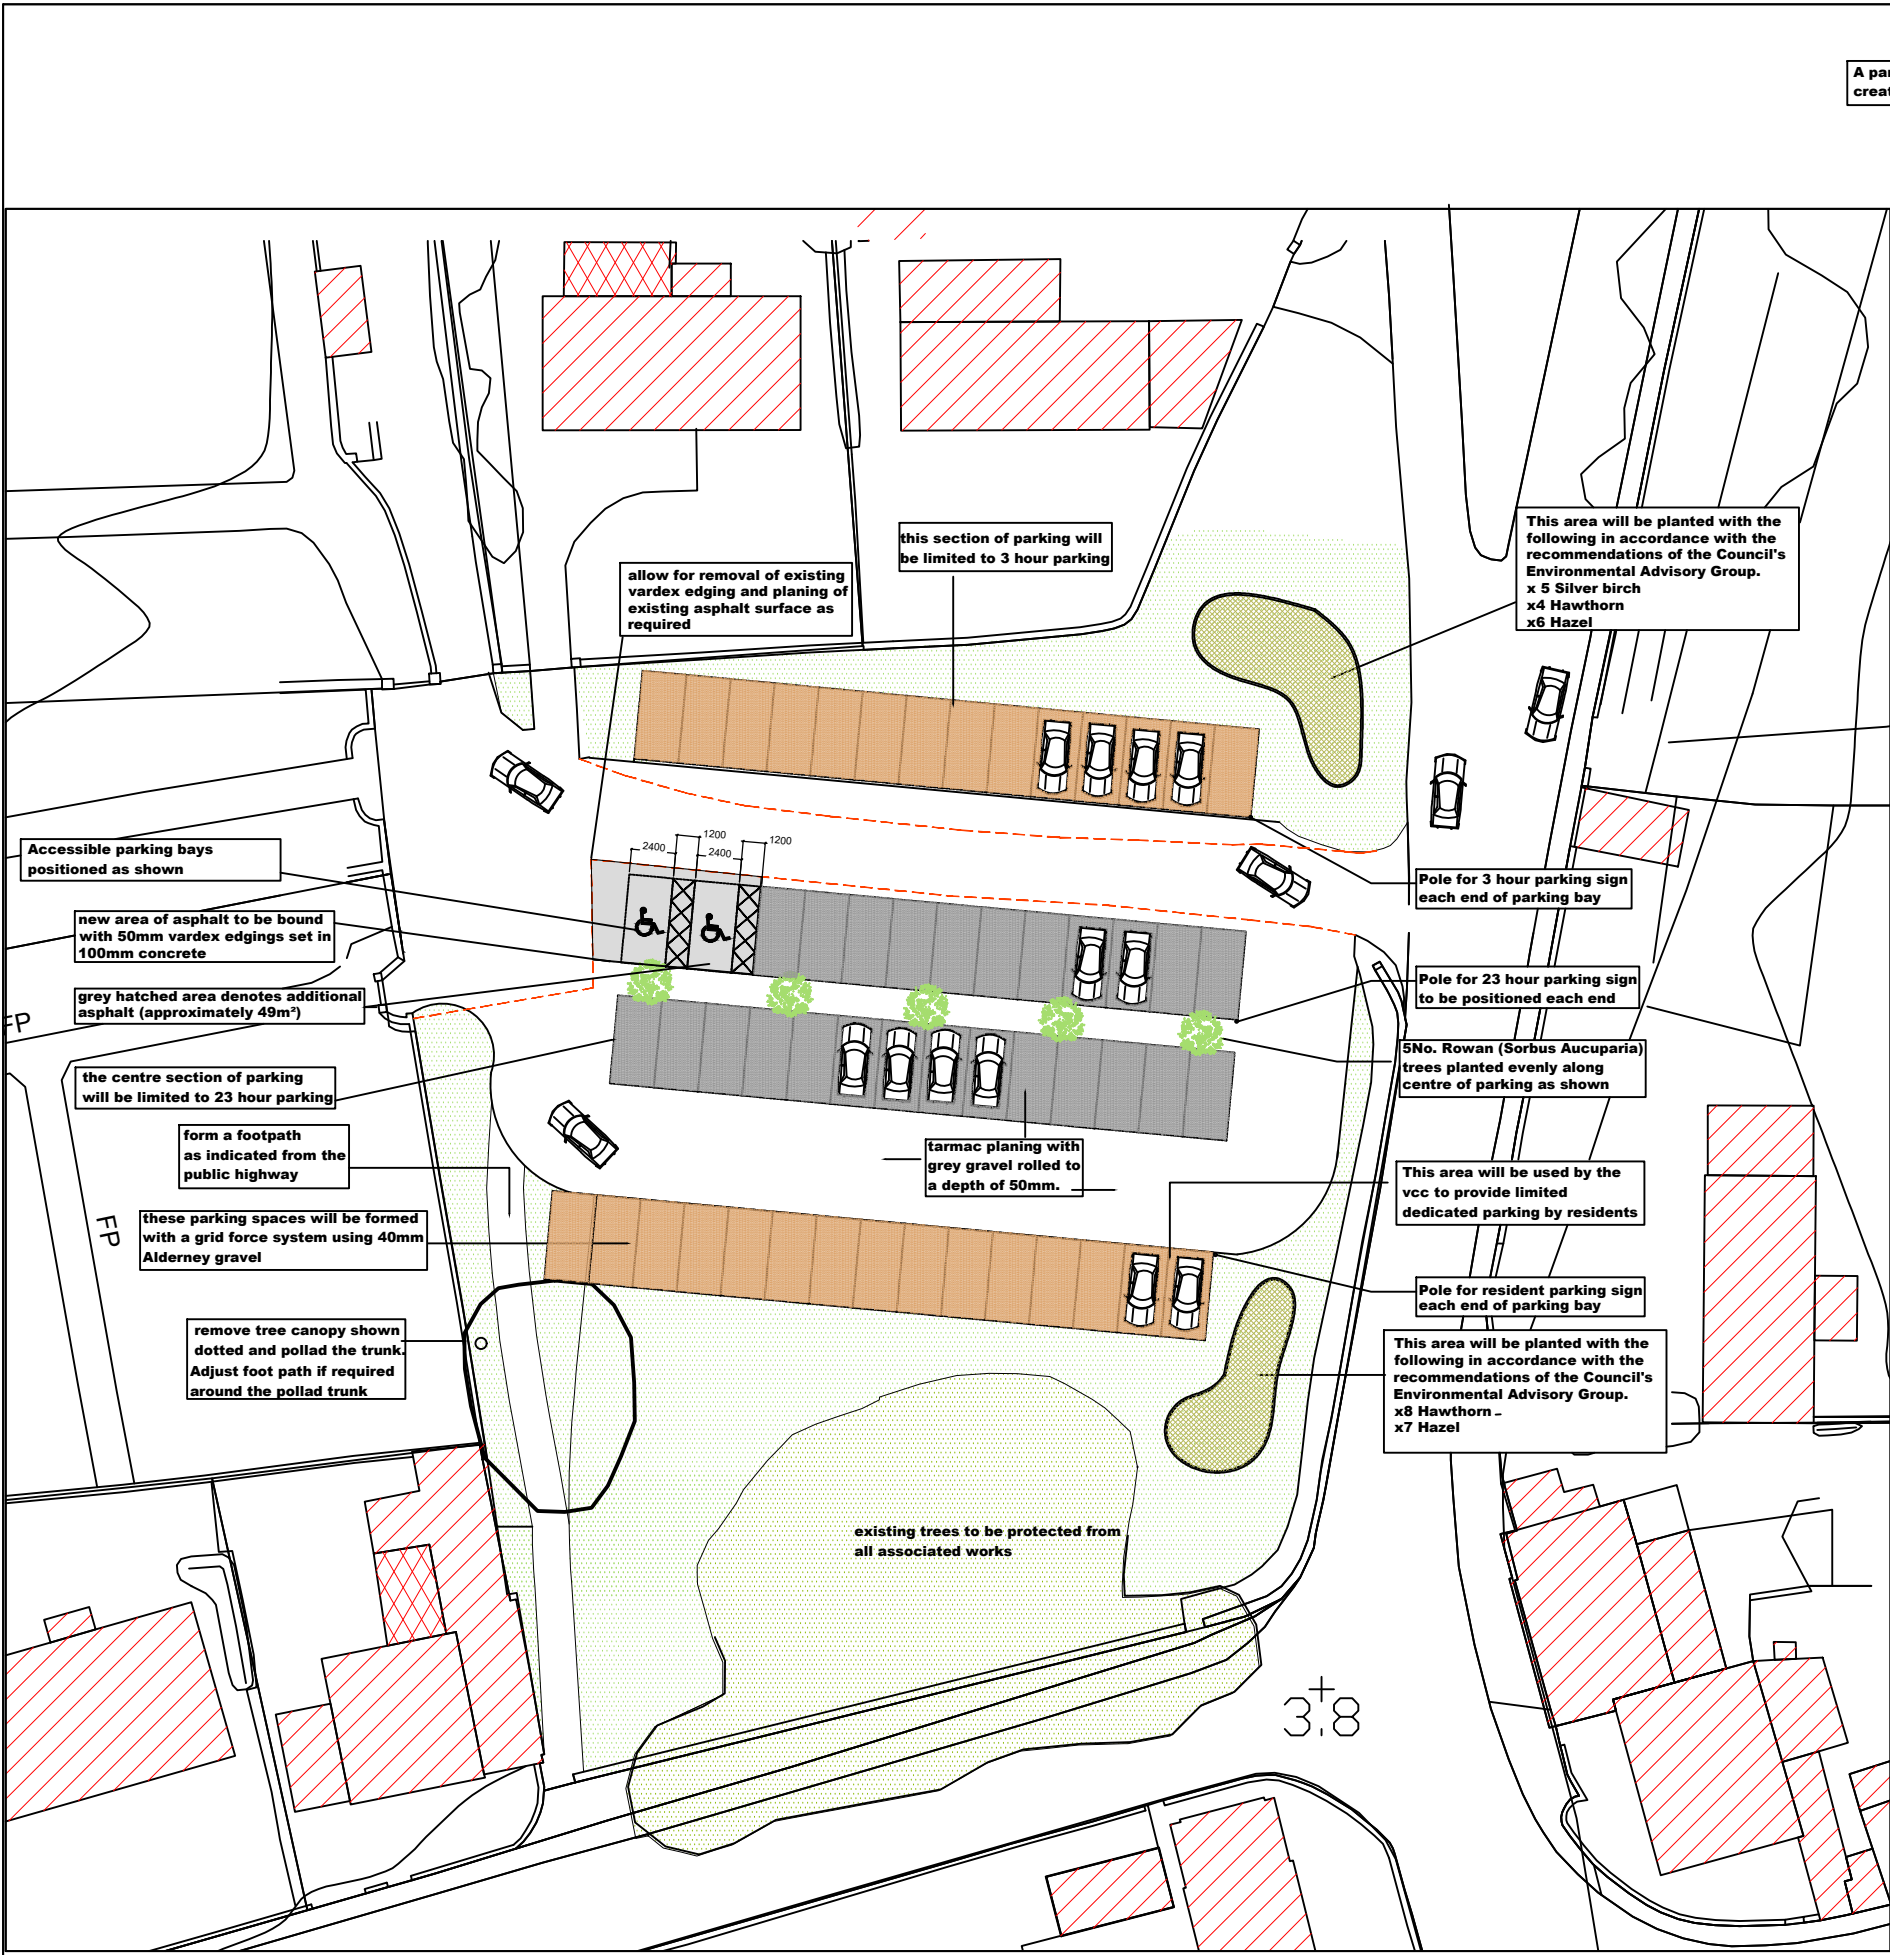 A par
creat
This area will be planted with the
following in accordance with the
recommendations of the Council's
Environmental Advisory Group.
x 5 Silver birch
x4 Hawthorn
x6 Hazel
this section of parking will
be limited to 3 hour parking
allow for removal of existing
vardex edging and planing of
existing asphalt surface as
required
1200
2400
2400
1200
Accessible parking bays
positioned as shown
Pole for 3 hour parking sign
each end of parking bay
new area of asphalt to be bound
with 50mm vardex edgings set in
100mm concrete
Pole for 23 hour parking sign
to be positioned each end
grey hatched area denotes additional
asphalt (approximately 49m²)
FP
5No. Rowan (Sorbus Aucuparia)
trees planted evenly along
centre of parking as shown
the centre section of parking
will be limited to 23 hour parking
form a footpath
as indicated from the
public highway
tarmac planing with
grey gravel rolled to
a depth of 50mm.
This area will be used by the
vcc to provide limited
dedicated parking by residents
these parking spaces will be formed
with a grid force system using 40mm
Alderney gravel
FP
Pole for resident parking sign
each end of parking bay
remove tree canopy shown
dotted and pollad the trunk.
Adjust foot path if required
around the pollad trunk
This area will be planted with the
following in accordance with the
recommendations of the Council's
Environmental Advisory Group.
x8 Hawthorn
x7 Hazel
existing trees to be protected from
all associated works
3.8